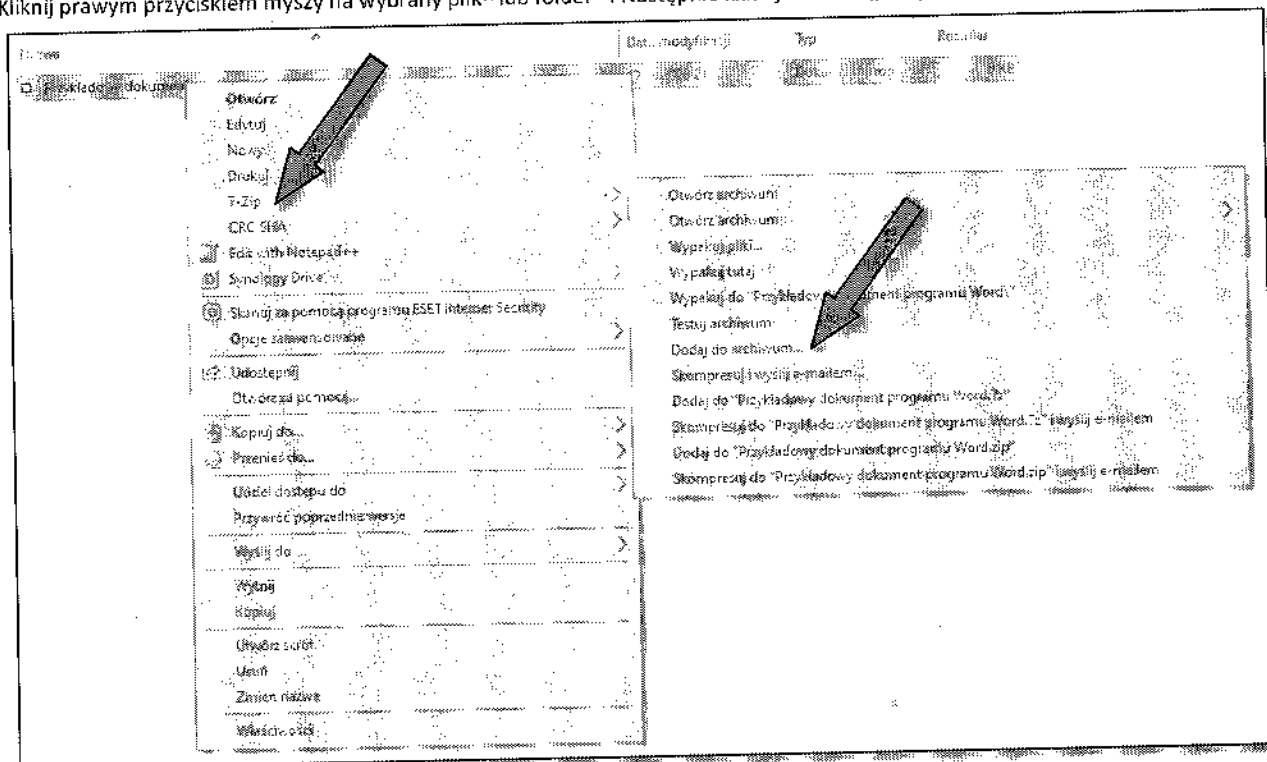 Kliknij prawym przyciskiem myszy na wybrany plik lub folder
Typ
Otwórz
Edytuj
Nowy
Drukuj
7-Zip
CRC SHA
Edit with Notepad++
Synology Drive
Skanuj za pomocą programu ESET Internet Security
Opcje zaawansowane
Udostępnij
Otwórz za pomocą...
Kopiuj do...
Przenieś do...
Udziel dostępu do
Przywróć poprzednie wersje
Wyślij do
Wytnij
Kopiuj
Utwórz skrót
Usuń
Zmień nazwę
Właściwości
Otwórz archiwum
Otwórz archiwum
Wypakuj pliki...
Wypakuj tutaj
Wypakuj do "Przykładowy dokument programu Word\"
Testuj archiwum
Dodaj do archiwum...
Skompresuj i wyślij e-mailem...
Dodaj do "Przykładowy dokument programu Word.7z"
Skompresuj do "Przykładowy dokument programu Word.7z" i wyślij e-mailem
Dodaj do "Przykładowy dokument programu Word.zip"
Skompresuj do "Przykładowy dokument programu Word.zip" i wyślij e-mailem